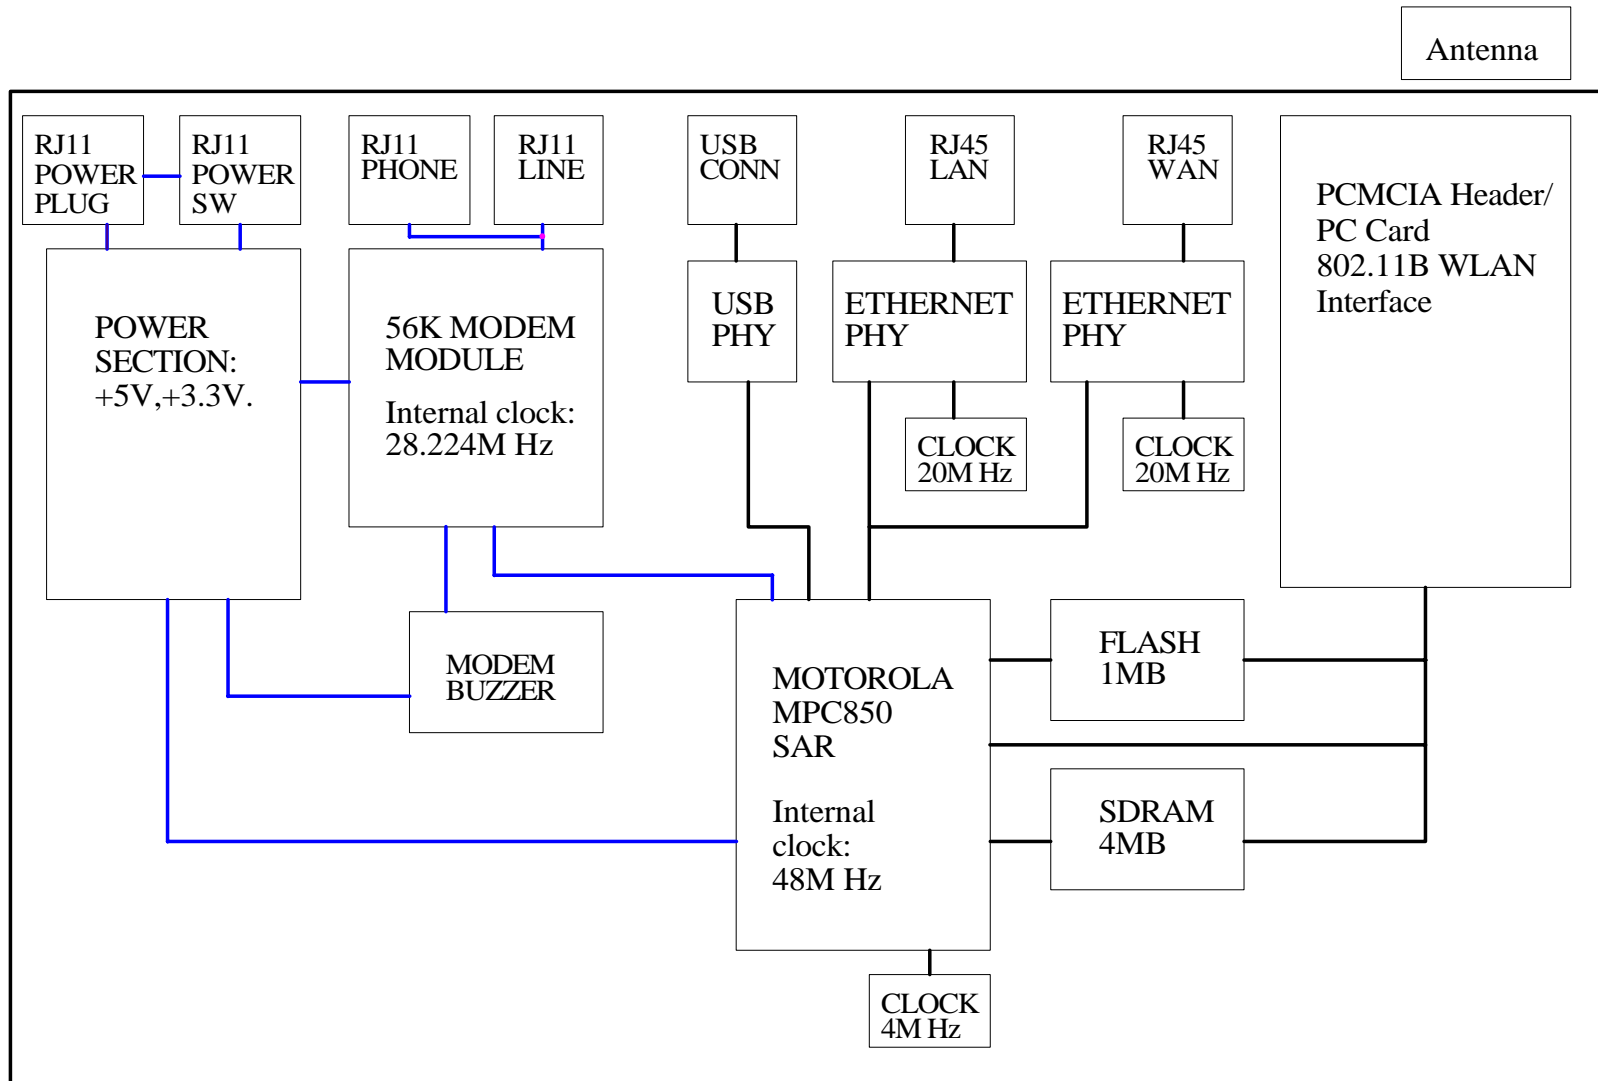 Antenna
RJ11
POWER
PLUG
RJ11
POWER
SW
RJ11
PHONE
RJ11
LINE
USB
CONN
RJ45
LAN
RJ45
WAN
PCMCIA Header/
PC Card
802.11B WLAN
Interface
POWER
SECTION:
+5V,+3.3V.
56K MODEM
MODULE
Internal clock:
28.224M Hz
USB
PHY
ETHERNET
PHY
ETHERNET
PHY
CLOCK
20M Hz
CLOCK
20M Hz
MODEM
BUZZER
MOTOROLA
MPC850
SAR
Internal
clock:
48M Hz
FLASH
1MB
SDRAM
4MB
CLOCK
4M Hz